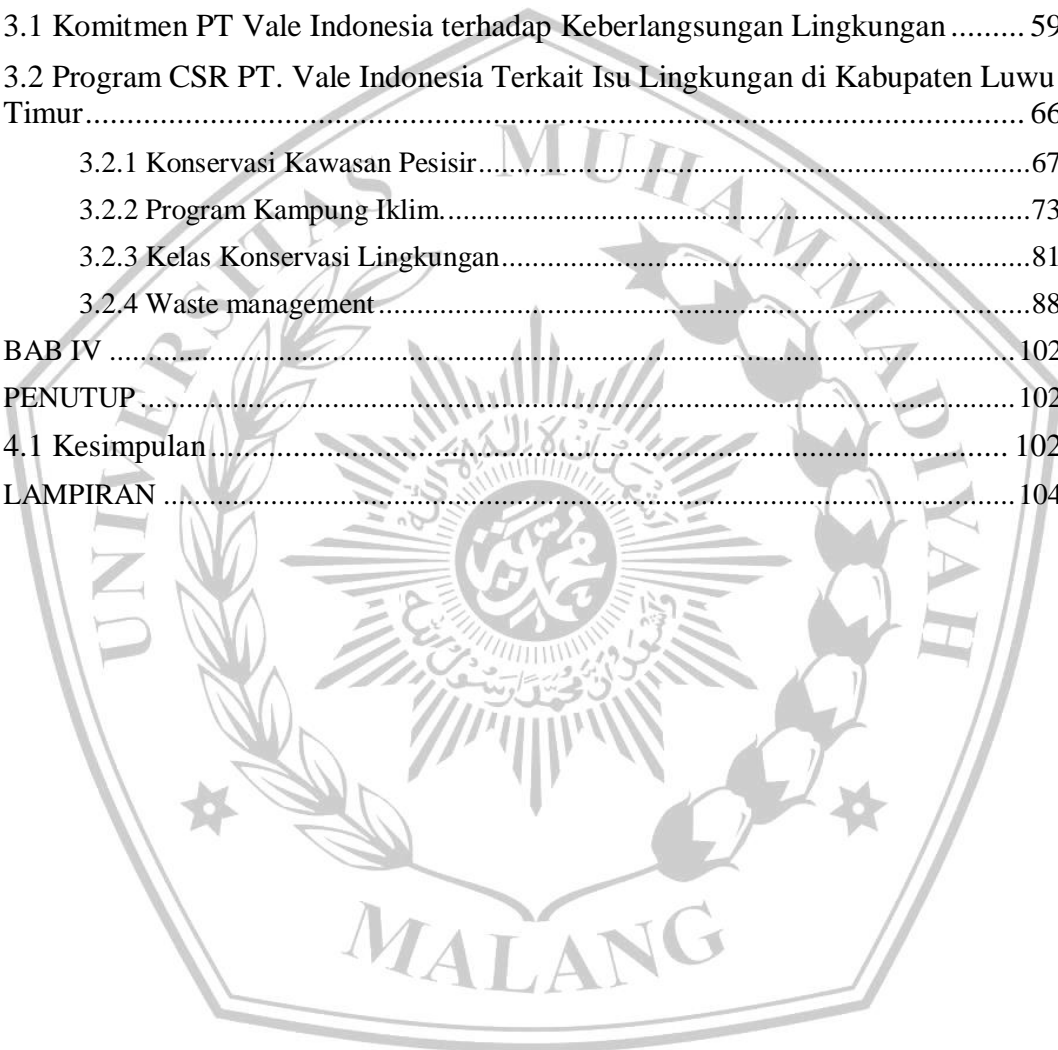 3.1 Komitmen PT Vale Indonesia terhadap Keberlangsungan Lingkungan ......... 59
3.2 Program CSR PT. Vale Indonesia Terkait Isu Lingkungan di Kabupaten Luwu
Timur ........................................................................ 66
3.2.1 Konservasi Kawasan Pesisir ........................................ 67
3.2.2 Program Kampung Iklim ............................................. 73
3.2.3 Kelas Konservasi Lingkungan ....................................... 81
3.2.4 Waste management .................................................. 88
BAB IV ....................................................................... 102
PENUTUP ...................................................................... 102
4.1 Kesimpulan ............................................................... 102
LAMPIRAN ..................................................................... 104
UNIVERSITAS MUHAMMADIYAH
MALANG